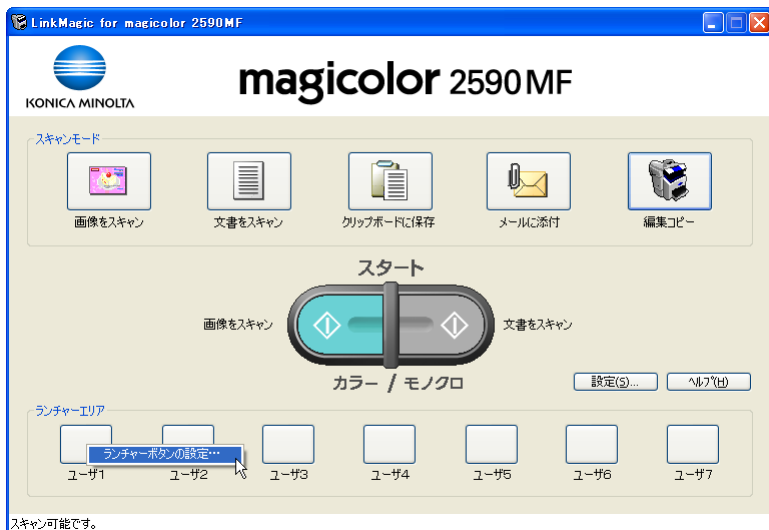 LinkMagic for magicolor 2590MF
KONICA MINOLTA
magicolor 2590MF
スキャンモード
画像をスキャン
文書をスキャン
クリップボードに保存
メールに添付
編集コピー
スタート
画像をスキャン
文書をスキャン
カラー / モノクロ
設定(S)...
ヘルプ(H)
ランチャーエリア
ランチャーボタンの設定…
ユーザ1
ユーザ2
ユーザ3
ユーザ4
ユーザ5
ユーザ6
ユーザ7
スキャン可能です。